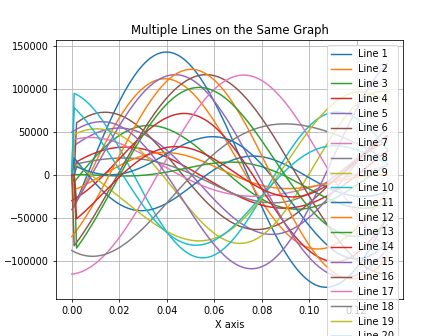 Multiple Lines on the Same Graph
150000
100000
50000
0
−50000
−100000
0.00 0.02 0.04 0.06 0.08 0.10
X axis
Line 1
Line 2
Line 3
Line 4
Line 5
Line 6
Line 7
Line 8
Line 9
Line 10
Line 11
Line 12
Line 13
Line 14
Line 15
Line 16
Line 17
Line 18
Line 19
Line 20